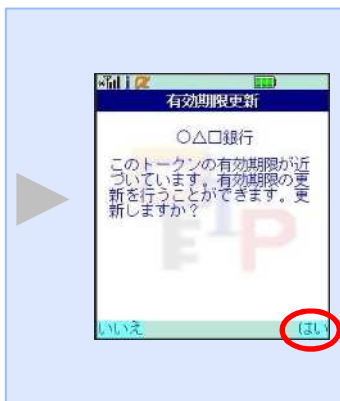 有効期限更新
○△□銀行
このトークンの有効期限が近
づいています。有効期限の更
新を行うことができます。更
新しますか?
いいえ はい